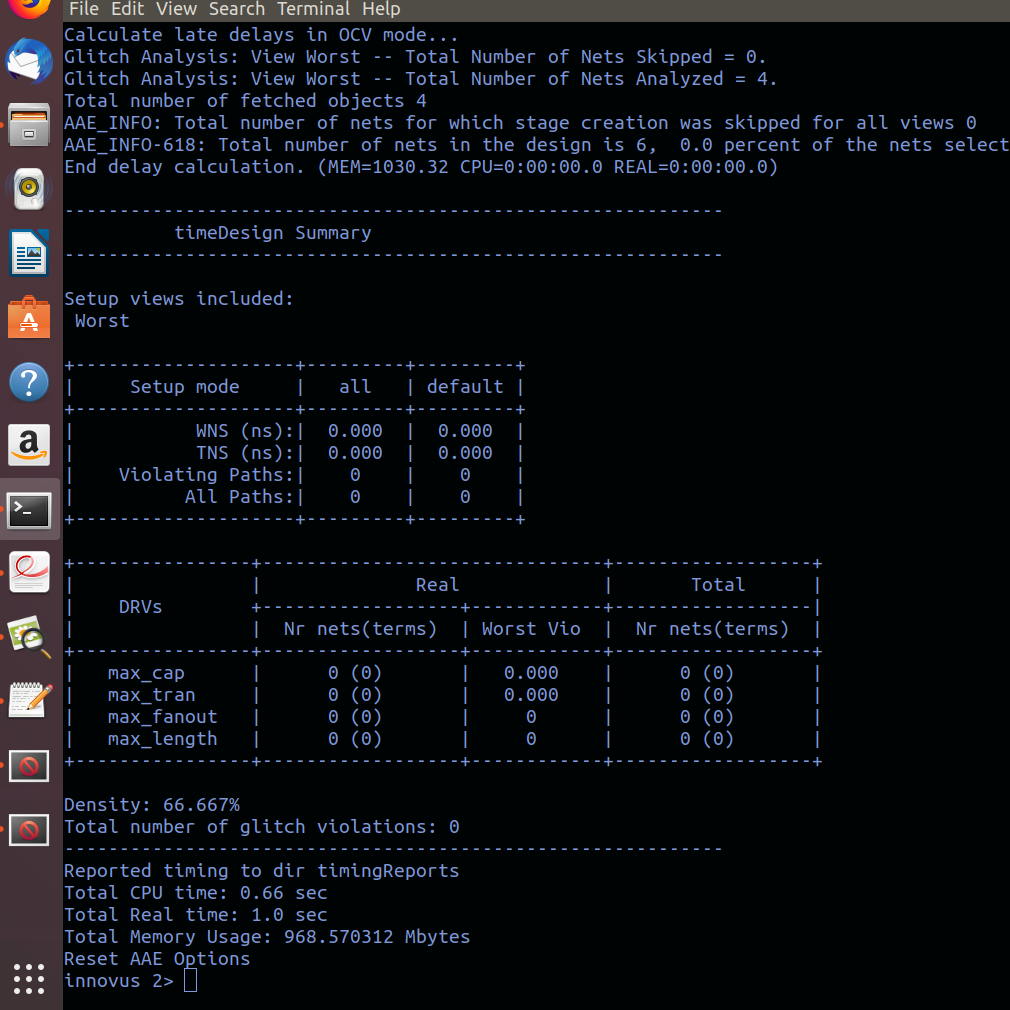 File Edit View Search Terminal Help
Calculate late delays in OCV mode...
Glitch Analysis: View Worst -- Total Number of Nets Skipped = 0.
Glitch Analysis: View Worst -- Total Number of Nets Analyzed = 4.
Total number of fetched objects 4
AAE_INFO: Total number of nets for which stage creation was skipped for all views 0
AAE_INFO-618: Total number of nets in the design is 6,  0.0 percent of the nets select
End delay calculation. (MEM=1030.32 CPU=0:00:00.0 REAL=0:00:00.0)
------------------------------------------------------------
          timeDesign Summary
------------------------------------------------------------
Setup views included:
 Worst
+--------------------+---------+---------+
|     Setup mode     |   all   | default |
+--------------------+---------+---------+
|           WNS (ns):|  0.000  |  0.000  |
|           TNS (ns):|  0.000  |  0.000  |
|    Violating Paths:|    0    |    0    |
|          All Paths:|    0    |    0    |
+--------------------+---------+---------+
+----------------+-------------------------------+------------------+
|                |              Real             |       Total      |
|    DRVs        +------------------+------------+------------------|
|                |  Nr nets(terms)  | Worst Vio  |  Nr nets(terms)  |
+----------------+------------------+------------+------------------+
|   max_cap      |      0 (0)       |   0.000    |      0 (0)       |
|   max_tran     |      0 (0)       |   0.000    |      0 (0)       |
|   max_fanout   |      0 (0)       |     0      |      0 (0)       |
|   max_length   |      0 (0)       |     0      |      0 (0)       |
+----------------+------------------+------------+------------------+
Density: 66.667%
Total number of glitch violations: 0
------------------------------------------------------------
Reported timing to dir timingReports
Total CPU time: 0.66 sec
Total Real time: 1.0 sec
Total Memory Usage: 968.570312 Mbytes
Reset AAE Options
innovus 2>